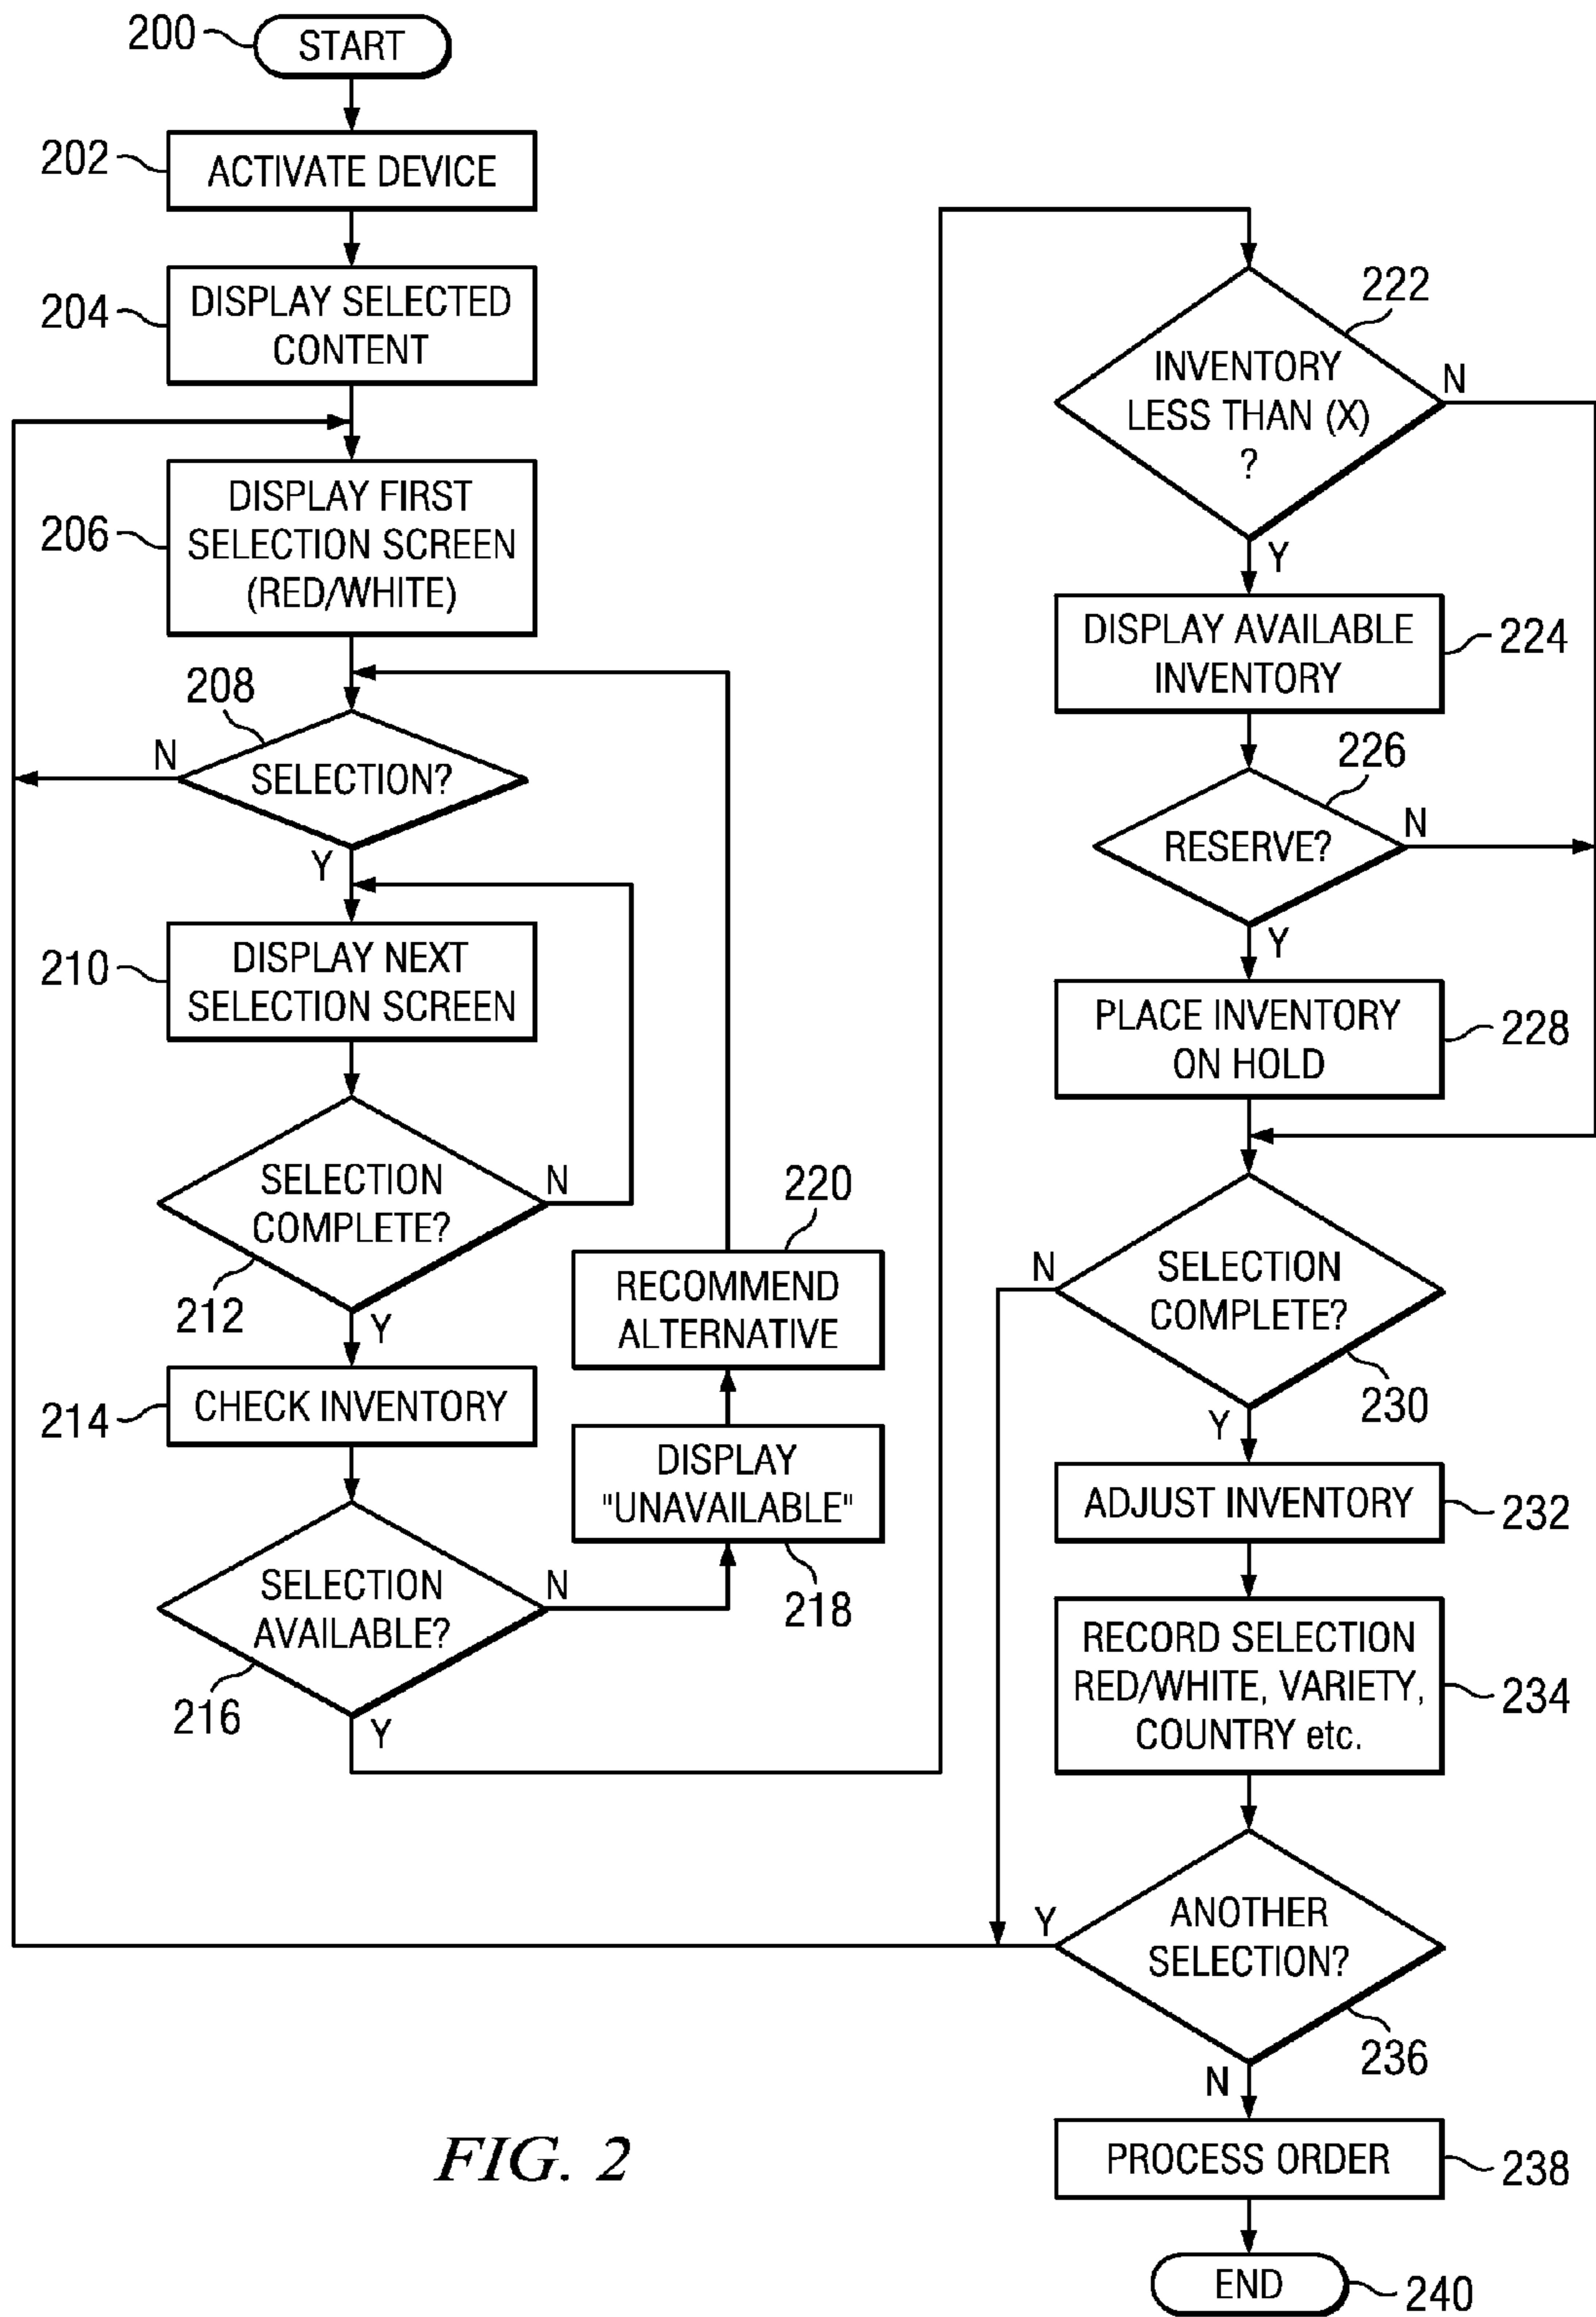 200
START
202
ACTIVATE DEVICE
204
DISPLAY SELECTED
CONTENT
206
DISPLAY FIRST
SELECTION SCREEN
(RED/WHITE)
208
N
SELECTION?
Y
210
DISPLAY NEXT
SELECTION SCREEN
SELECTION
COMPLETE?
N
212
Y
214
CHECK INVENTORY
SELECTION
AVAILABLE?
N
216
Y
220
RECOMMEND
ALTERNATIVE
DISPLAY
"UNAVAILABLE"
218
222
INVENTORY
LESS THAN (X)
?
N
Y
DISPLAY AVAILABLE
INVENTORY
224
226
RESERVE?
N
Y
PLACE INVENTORY
ON HOLD
228
N
SELECTION
COMPLETE?
230
Y
ADJUST INVENTORY
232
RECORD SELECTION
RED/WHITE, VARIETY,
COUNTRY etc.
234
Y
ANOTHER
SELECTION?
236
N
PROCESS ORDER
238
END
240
FIG. 2